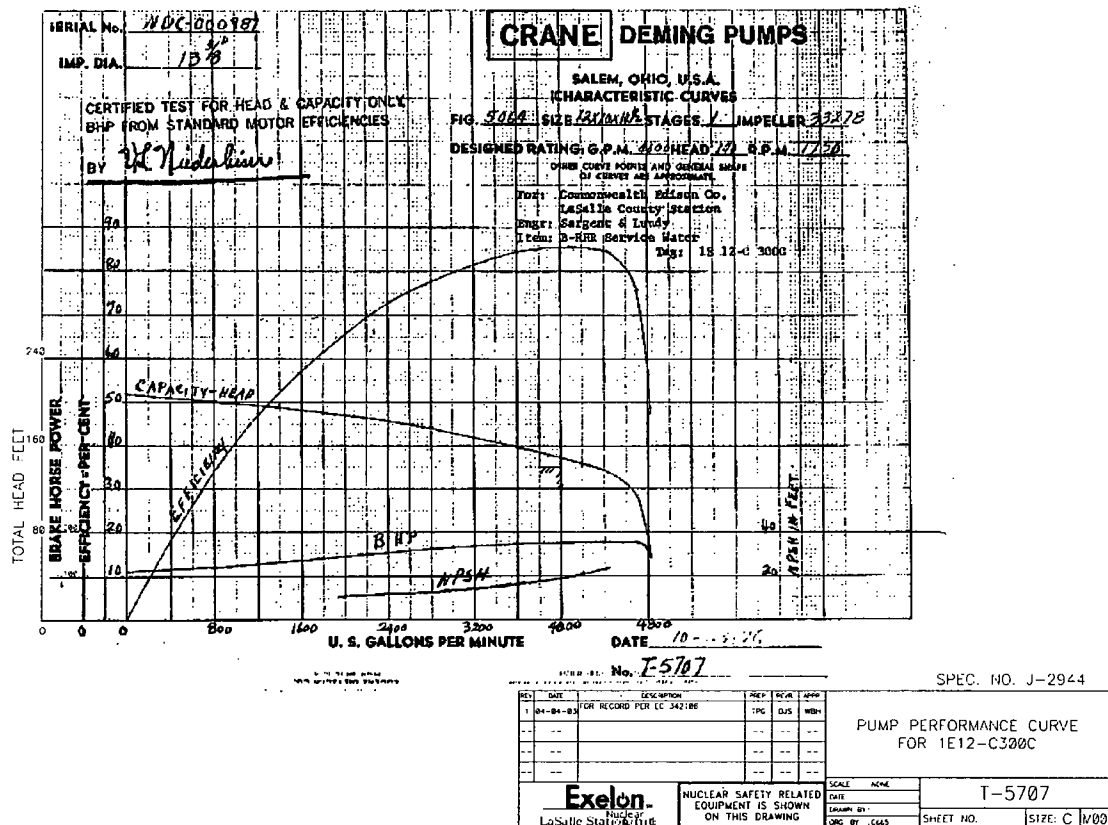 SERIAL No. NDC-000987
IMP. DIA. 13 3/8
CERTIFIED TEST FOR HEAD & CAPACITY ONLY
BHP FROM STANDARD MOTOR EFFICIENCIES
BY
CRANE DEMING PUMPS
SALEM, OHIO, U.S.A.
CHARACTERISTIC CURVES
FIG. 5064 SIZE STAGES 1 IMPELLER
DESIGNED RATING: G.P.M. HEAD R.P.M.
OTHER CURVE POINTS AND GENERAL SHAPE
OF CURVES ARE APPROXIMATE
For: Commonwealth Edison Co.
LaSalle County Station
Engr: Sargent & Lundy
Item: B-RHR Service Water
Tag:
90
80
70
240
60
CAPACITY-HEAD
50
160
40
EFFICIENCY
30
80
20
BHP
40
10
NPSH
20
TOTAL HEAD FEET
BRAKE HORSE POWER
EFFICIENCY-PER-CENT
NPSH IN FEET
0 0 0 0 800 1600 2400 3200 4000 4800
U. S. GALLONS PER MINUTE
DATE
No. T-5707
SPEC. NO. J-2944
REV DATE DESCRIPTION PREP REVR APPR
1 04-04-03 FOR RECORD PER EC TPG DJS WBH
PUMP PERFORMANCE CURVE
FOR 1E12-C300C
Exelon
Nuclear
LaSalle Station
NUCLEAR SAFETY RELATED
EQUIPMENT IS SHOWN
ON THIS DRAWING
SCALE NONE
DATE
DRAWN BY
T-5707
SHEET NO.
SIZE: C